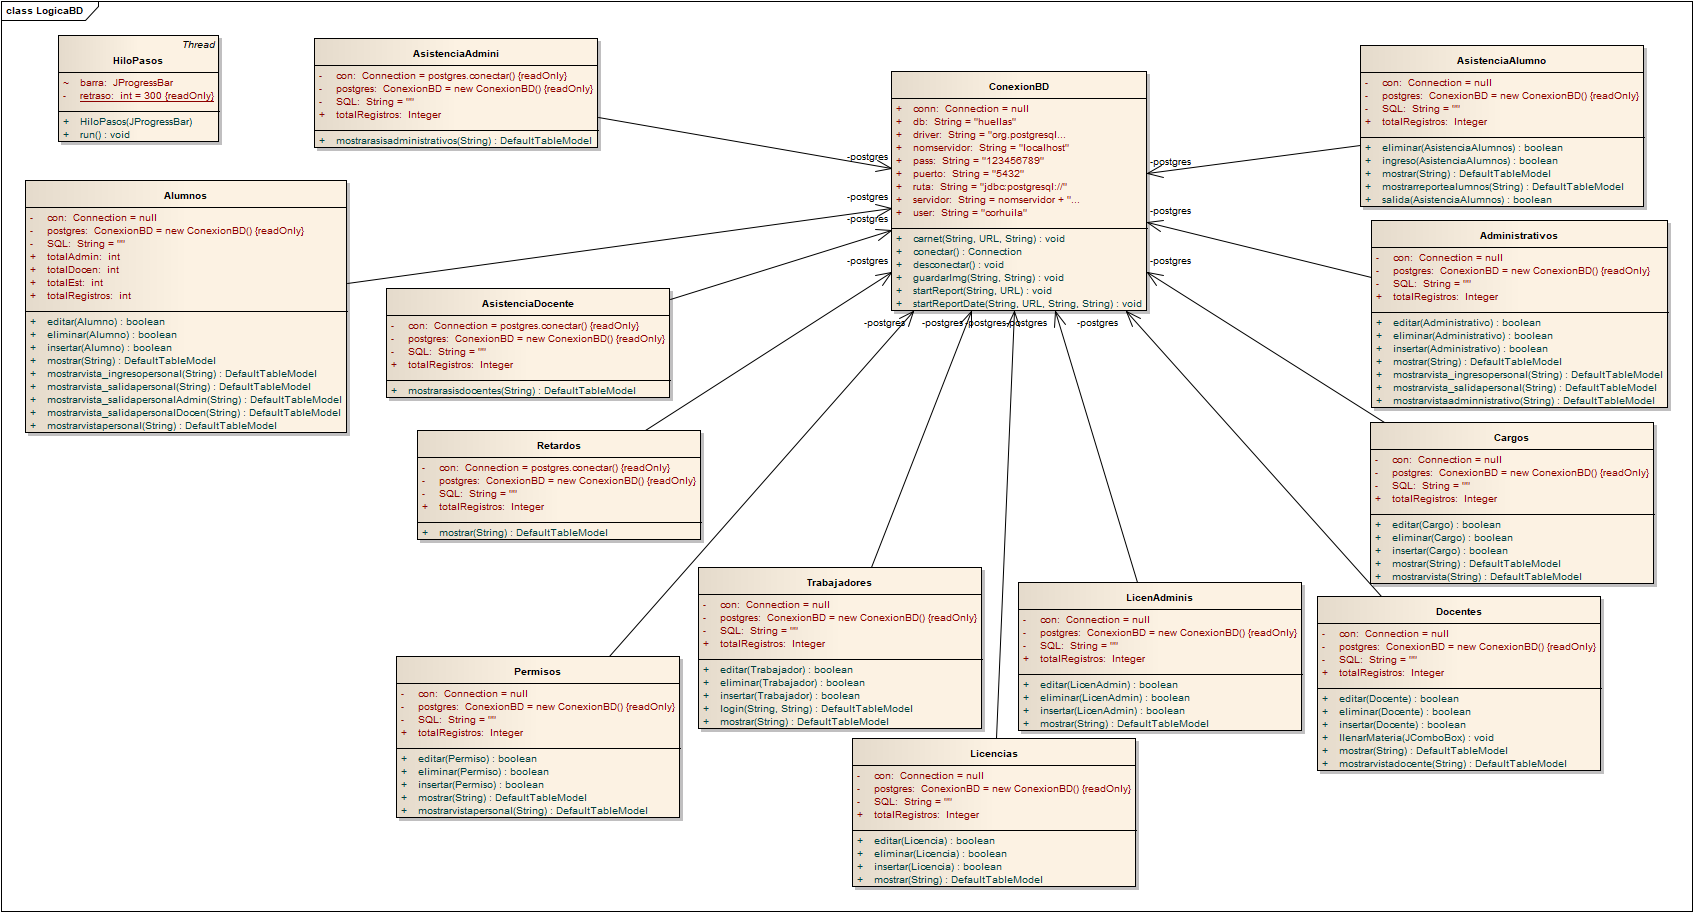 class LogicaBD
Thread
HiloPasos
~ barra: JProgressBar
- retraso: int = 300 {readOnly}
+ HiloPasos(JProgressBar)
+ run() : void
AsistenciaAdmini
- con: Connection = postgres.conectar() {readOnly}
- postgres: ConexionBD = new ConexionBD() {readOnly}
- SQL: String = ""
+ totalRegistros: Integer
+ mostrarasisadministrativos(String) : DefaultTableModel
ConexionBD
+ conn: Connection = null
+ db: String = "huellas"
+ driver: String = "org.postgresql...
+ nomservidor: String = "localhost"
+ pass: String = "123456789"
+ puerto: String = "5432"
+ ruta: String = "jdbc:postgresql://"
+ servidor: String = nomservidor + "...
+ user: String = "corhuila"
+ carnet(String, URL, String) : void
+ conectar() : Connection
+ desconectar() : void
+ guardarImg(String, String) : void
+ startReport(String, URL) : void
+ startReportDate(String, URL, String, String) : void
AsistenciaAlumno
- con: Connection = null
- postgres: ConexionBD = new ConexionBD() {readOnly}
- SQL: String = ""
+ totalRegistros: Integer
+ eliminar(AsistenciaAlumnos) : boolean
+ ingreso(AsistenciaAlumnos) : boolean
+ mostrar(String) : DefaultTableModel
+ mostrarreportealumnos(String) : DefaultTableModel
+ salida(AsistenciaAlumnos) : boolean
-postgres
-postgres
-postgres
-postgres
-postgres
-postgres
-postgres
-postgres
-postgres
-postgres
-postgres
-postgres
Alumnos
- con: Connection = null
- postgres: ConexionBD = new ConexionBD() {readOnly}
- SQL: String = ""
+ totalAdmin: int
+ totalDocen: int
+ totalEst: int
+ totalRegistros: int
+ editar(Alumno) : boolean
+ eliminar(Alumno) : boolean
+ insertar(Alumno) : boolean
+ mostrar(String) : DefaultTableModel
+ mostrarvista_ingresopersonal(String) : DefaultTableModel
+ mostrarvista_salidapersonal(String) : DefaultTableModel
+ mostrarvista_salidapersonalAdmin(String) : DefaultTableModel
+ mostrarvista_salidapersonalDocen(String) : DefaultTableModel
+ mostrarvistapersonal(String) : DefaultTableModel
Administrativos
- con: Connection = null
- postgres: ConexionBD = new ConexionBD() {readOnly}
- SQL: String = ""
+ totalRegistros: Integer
+ editar(Administrativo) : boolean
+ eliminar(Administrativo) : boolean
+ insertar(Administrativo) : boolean
+ mostrar(String) : DefaultTableModel
+ mostrarvista_ingresopersonal(String) : DefaultTableModel
+ mostrarvista_salidapersonal(String) : DefaultTableModel
+ mostrarvistaadminnistrativo(String) : DefaultTableModel
AsistenciaDocente
- con: Connection = postgres.conectar() {readOnly}
- postgres: ConexionBD = new ConexionBD() {readOnly}
- SQL: String = ""
+ totalRegistros: Integer
+ mostrarasisdocentes(String) : DefaultTableModel
Retardos
- con: Connection = postgres.conectar() {readOnly}
- postgres: ConexionBD = new ConexionBD() {readOnly}
- SQL: String = ""
+ totalRegistros: Integer
+ mostrar(String) : DefaultTableModel
Cargos
- con: Connection = null
- postgres: ConexionBD = new ConexionBD() {readOnly}
- SQL: String = ""
+ totalRegistros: Integer
+ editar(Cargo) : boolean
+ eliminar(Cargo) : boolean
+ insertar(Cargo) : boolean
+ mostrar(String) : DefaultTableModel
+ mostrarvista(String) : DefaultTableModel
Trabajadores
- con: Connection = null
- postgres: ConexionBD = new ConexionBD() {readOnly}
- SQL: String = ""
+ totalRegistros: Integer
+ editar(Trabajador) : boolean
+ eliminar(Trabajador) : boolean
+ insertar(Trabajador) : boolean
+ login(String, String) : DefaultTableModel
+ mostrar(String) : DefaultTableModel
LicenAdminis
- con: Connection = null
- postgres: ConexionBD = new ConexionBD() {readOnly}
- SQL: String = ""
+ totalRegistros: Integer
+ editar(LicenAdmin) : boolean
+ eliminar(LicenAdmin) : boolean
+ insertar(LicenAdmin) : boolean
+ mostrar(String) : DefaultTableModel
Docentes
- con: Connection = null
- postgres: ConexionBD = new ConexionBD() {readOnly}
- SQL: String = ""
+ totalRegistros: Integer
+ editar(Docente) : boolean
+ eliminar(Docente) : boolean
+ insertar(Docente) : boolean
+ llenarMateria(JComboBox) : void
+ mostrar(String) : DefaultTableModel
+ mostrarvistadocente(String) : DefaultTableModel
Permisos
- con: Connection = null
- postgres: ConexionBD = new ConexionBD() {readOnly}
- SQL: String = ""
+ totalRegistros: Integer
+ editar(Permiso) : boolean
+ eliminar(Permiso) : boolean
+ insertar(Permiso) : boolean
+ mostrar(String) : DefaultTableModel
+ mostrarvistapersonal(String) : DefaultTableModel
Licencias
- con: Connection = null
- postgres: ConexionBD = new ConexionBD() {readOnly}
- SQL: String = ""
+ totalRegistros: Integer
+ editar(Licencia) : boolean
+ eliminar(Licencia) : boolean
+ insertar(Licencia) : boolean
+ mostrar(String) : DefaultTableModel